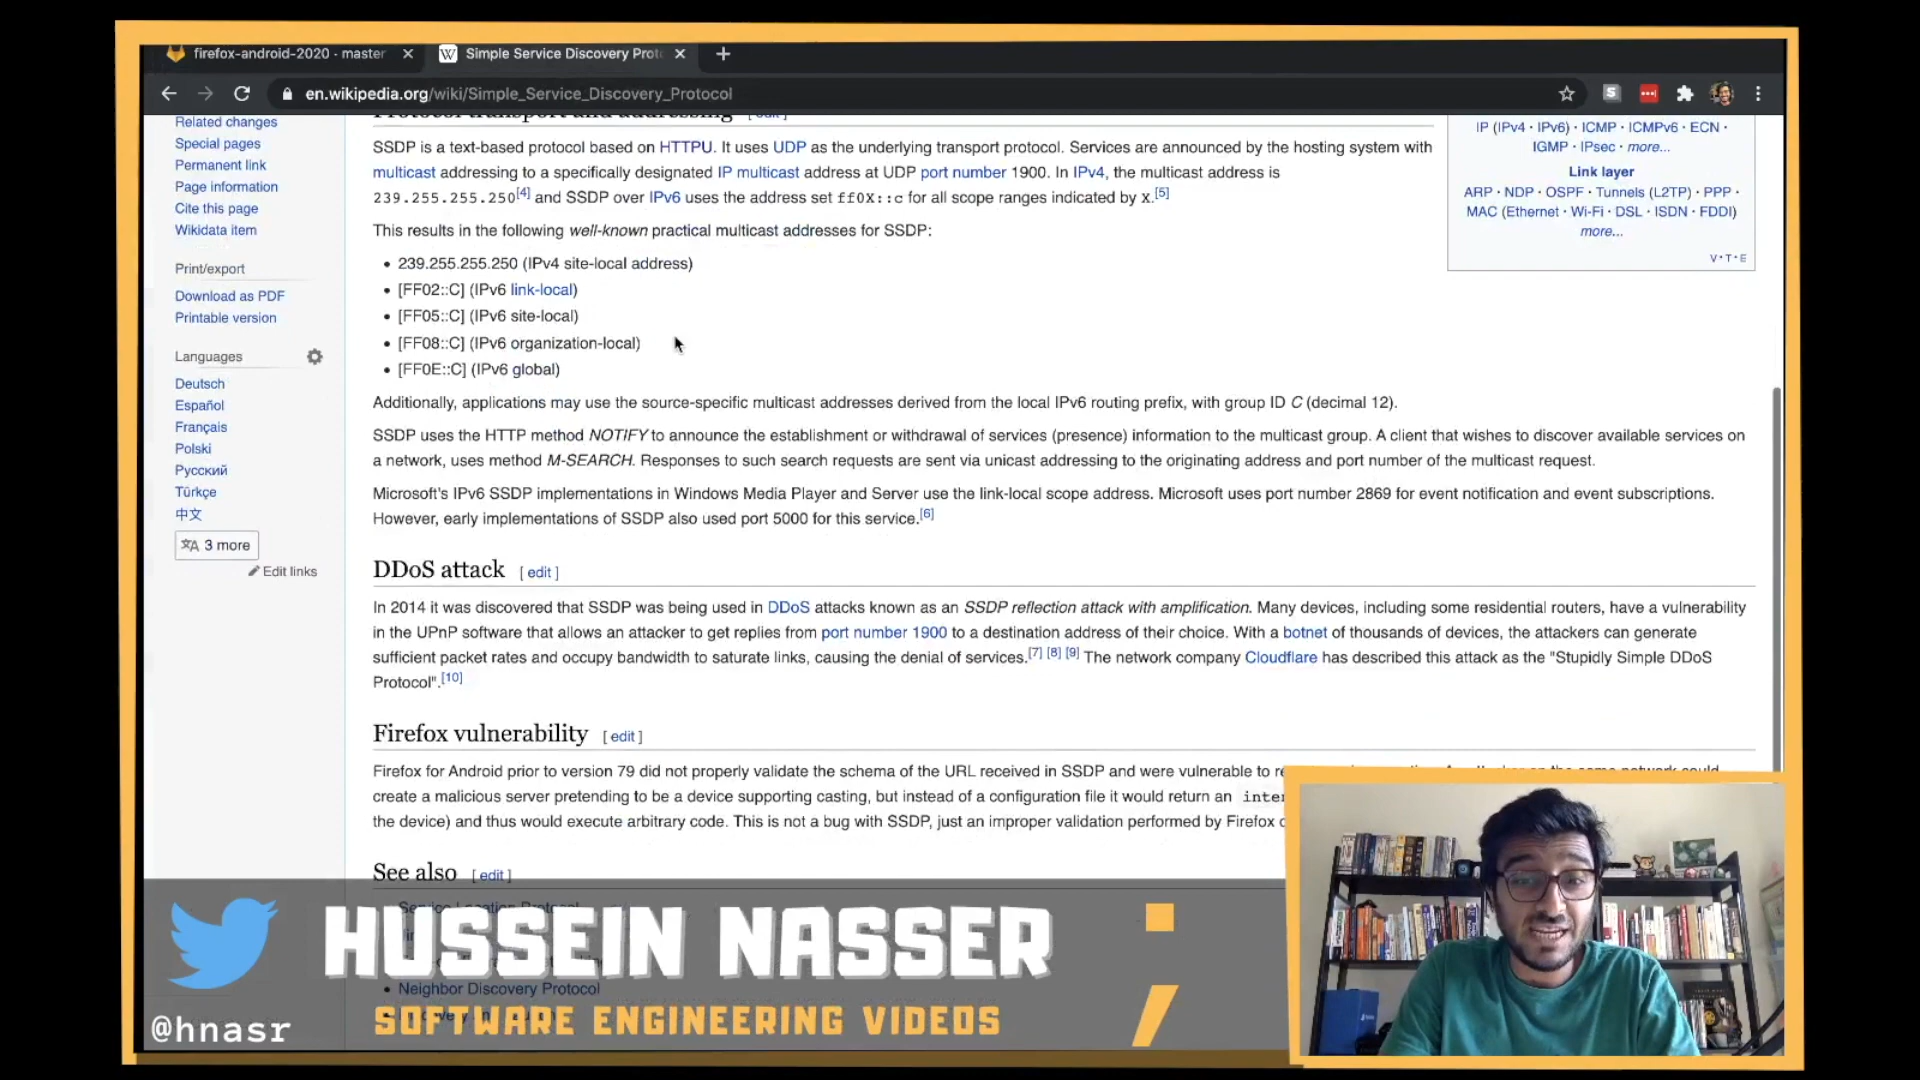 firefox-android-2020 · master
Simple Service Discovery Prot
en.wikipedia.org/wiki/Simple_Service_Discovery_Protocol
Related changes
Special pages
Permanent link
Page information
Cite this page
Wikidata item
Print/export
Download as PDF
Printable version
Languages
Deutsch
Español
Français
Polski
Русский
Türkçe
中文
3 more
Edit links
Protocol transport and addressing [ edit ]
SSDP is a text-based protocol based on HTTPU. It uses UDP as the underlying transport protocol. Services are announced by the hosting system with
multicast addressing to a specifically designated IP multicast address at UDP port number 1900. In IPv4, the multicast address is
239.255.255.250[4] and SSDP over IPv6 uses the address set ff0X::c for all scope ranges indicated by X.[5]
This results in the following well-known practical multicast addresses for SSDP:
• 239.255.255.250 (IPv4 site-local address)
• [FF02::C] (IPv6 link-local)
• [FF05::C] (IPv6 site-local)
• [FF08::C] (IPv6 organization-local)
• [FF0E::C] (IPv6 global)
Additionally, applications may use the source-specific multicast addresses derived from the local IPv6 routing prefix, with group ID C (decimal 12).
SSDP uses the HTTP method NOTIFY to announce the establishment or withdrawal of services (presence) information to the multicast group. A client that wishes to discover available services on
a network, uses method M-SEARCH. Responses to such search requests are sent via unicast addressing to the originating address and port number of the multicast request.
Microsoft's IPv6 SSDP implementations in Windows Media Player and Server use the link-local scope address. Microsoft uses port number 2869 for event notification and event subscriptions.
However, early implementations of SSDP also used port 5000 for this service.[6]
DDoS attack [ edit ]
In 2014 it was discovered that SSDP was being used in DDoS attacks known as an SSDP reflection attack with amplification. Many devices, including some residential routers, have a vulnerability
in the UPnP software that allows an attacker to get replies from port number 1900 to a destination address of their choice. With a botnet of thousands of devices, the attackers can generate
sufficient packet rates and occupy bandwidth to saturate links, causing the denial of services.[7] [8] [9] The network company Cloudflare has described this attack as the "Stupidly Simple DDoS
Protocol".[10]
Firefox vulnerability [ edit ]
Firefox for Android prior to version 79 did not properly validate the schema of the URL received in SSDP and were vulnerable to
create a malicious server pretending to be a device supporting casting, but instead of a configuration file it would return an
the device) and thus would execute arbitrary code. This is not a bug with SSDP, just an improper validation performed by Firefox
See also [ edit ]
• Neighbor Discovery Protocol
IP (IPv4 · IPv6) · ICMP · ICMPv6 · ECN ·
IGMP · IPsec · more...
Link layer
ARP · NDP · OSPF · Tunnels (L2TP) · PPP ·
MAC (Ethernet · Wi-Fi · DSL · ISDN · FDDI)
more...
V · T · E
HUSSEIN NASSER
;
SOFTWARE ENGINEERING VIDEOS
@hnasr